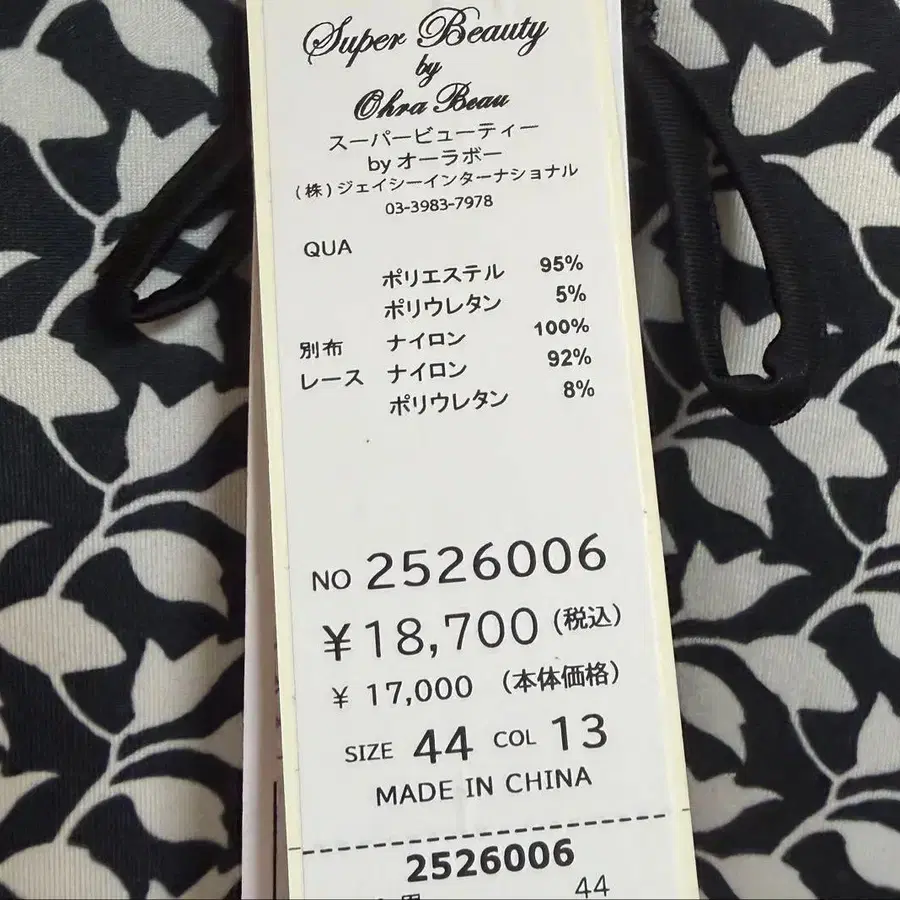 Super Beauty
by
Ohra Beau
スーパービューティー
by オーラボー
(株)ジェイシーインターナショナル
03-3983-7978
QUA
ポリエステル 95%
ポリウレタン 5%
別布 ナイロン 100%
レース ナイロン 92%
ポリウレタン 8%
NO 2526006
¥18,700(税込)
¥ 17,000 (本体価格)
SIZE 44 COL 13
MADE IN CHINA
2526006
44